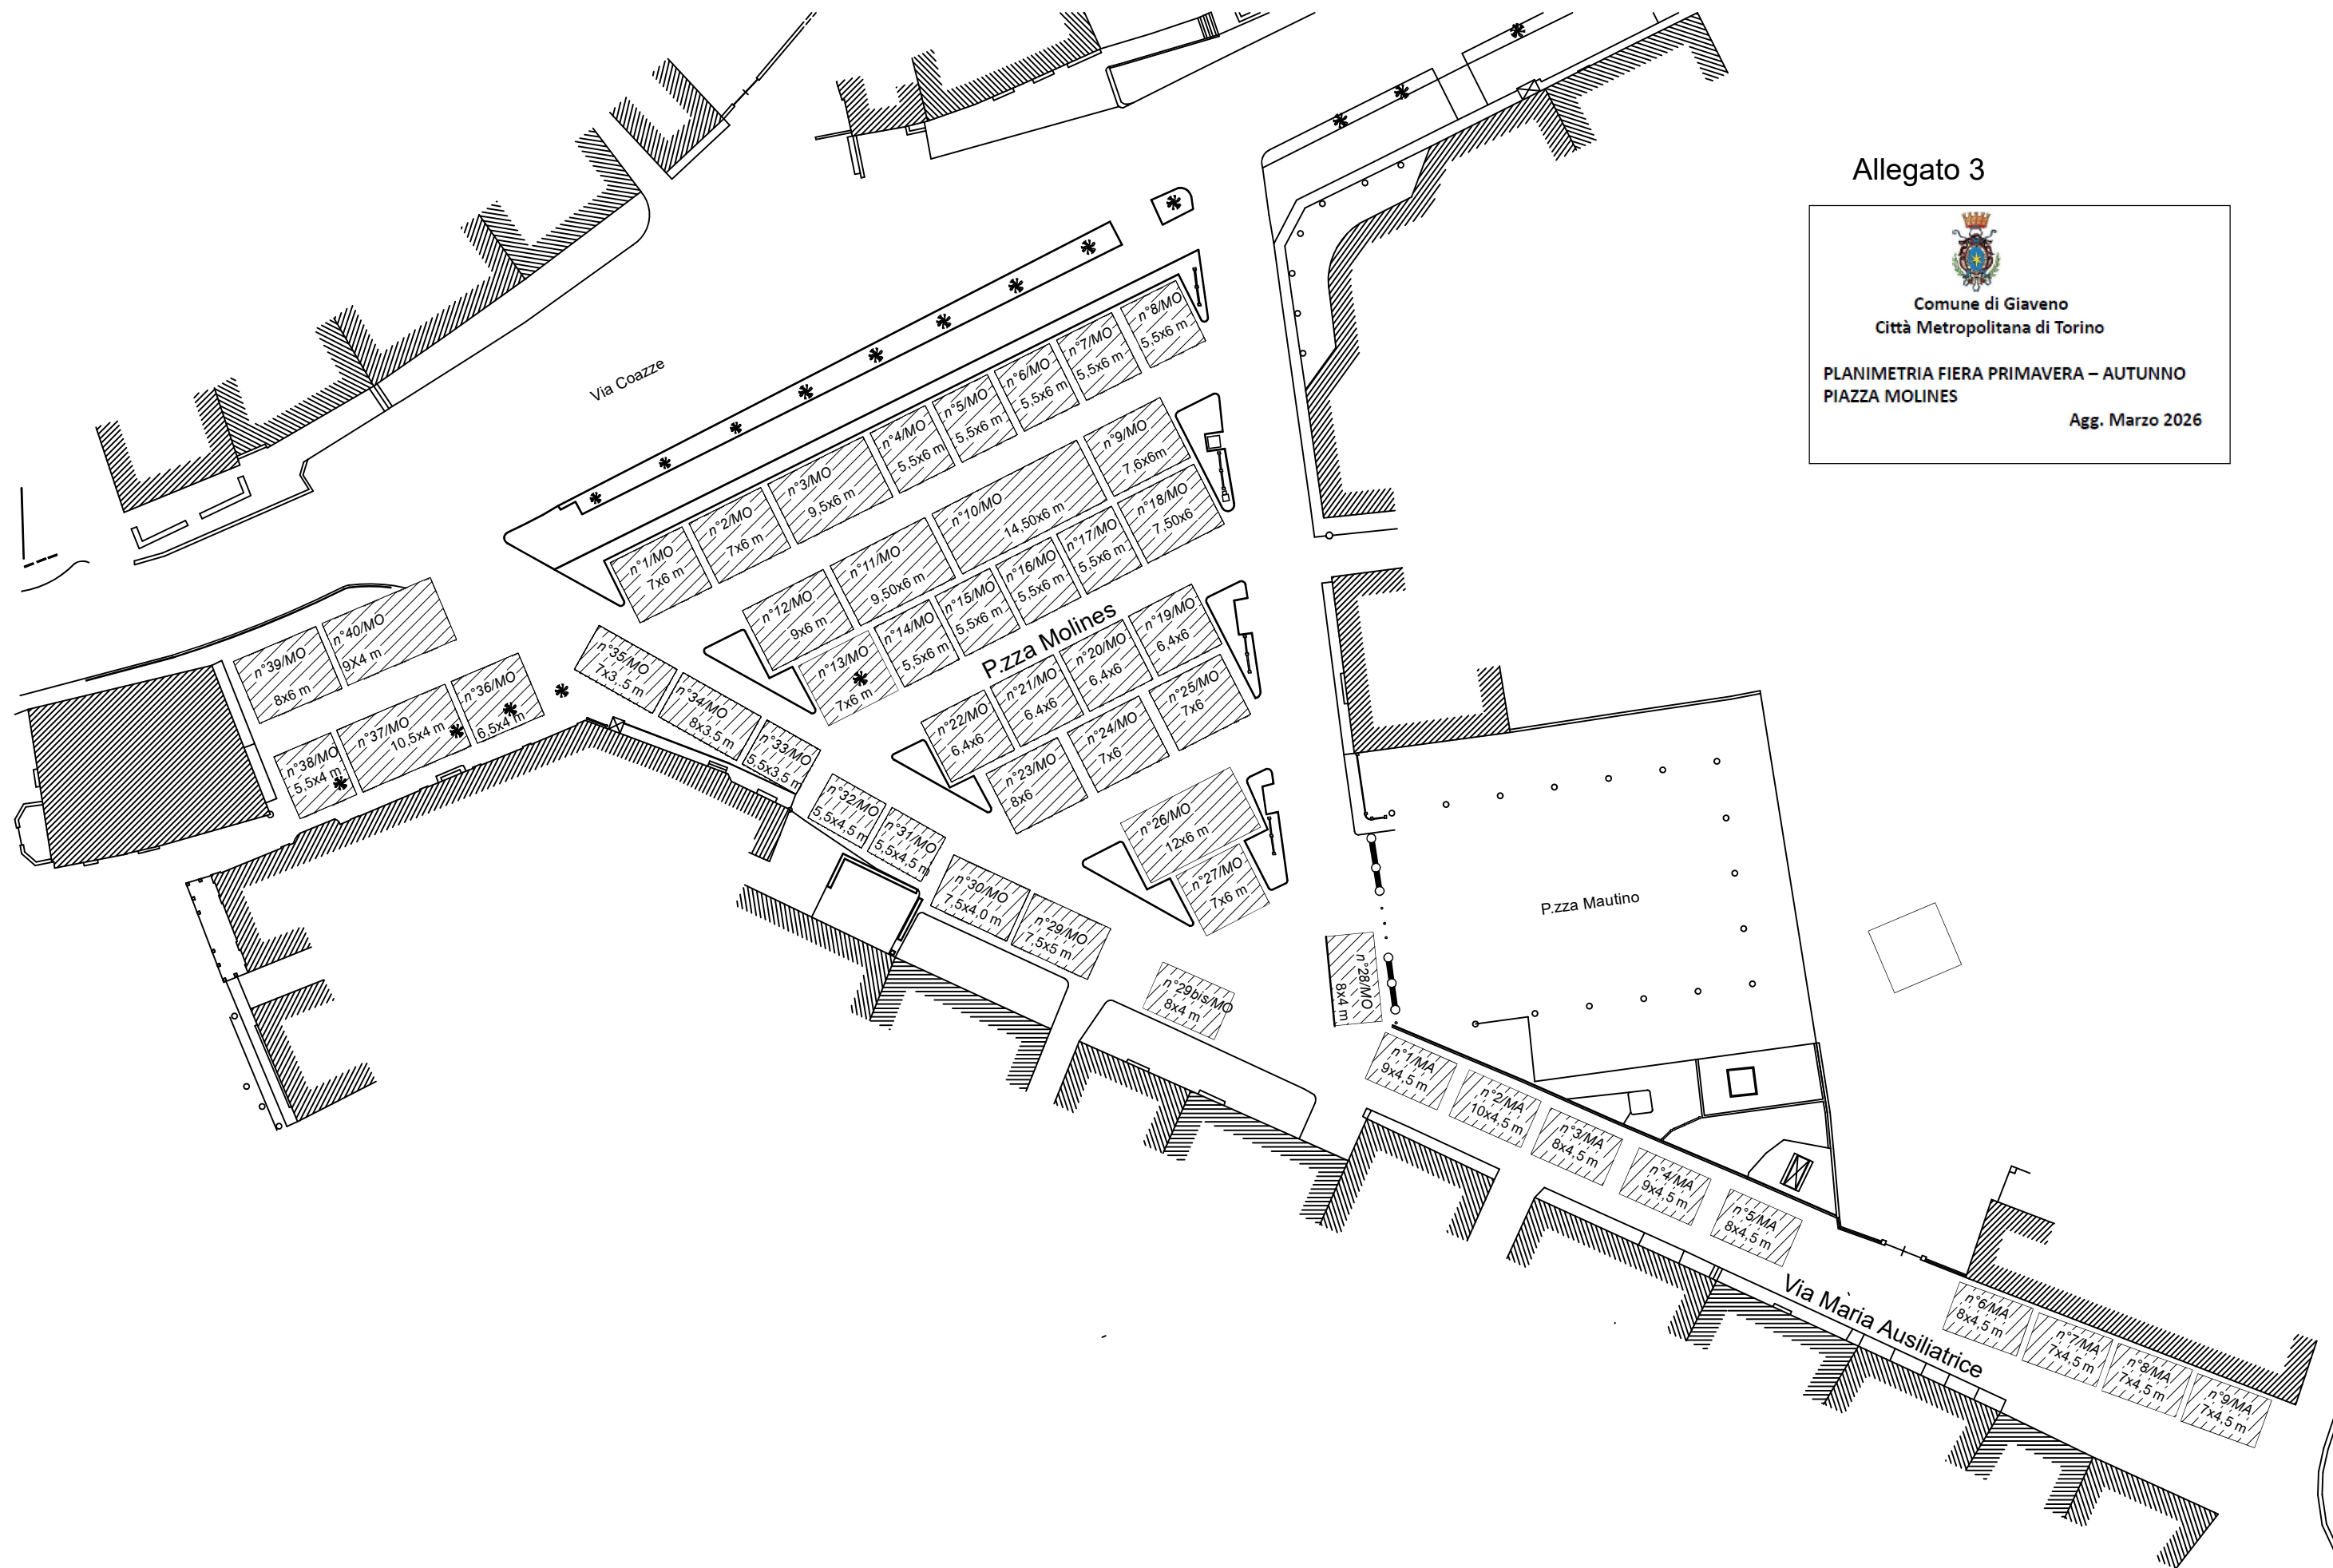 Allegato 3
Comune di Giaveno
Città Metropolitana di Torino
PLANIMETRIA FIERA PRIMAVERA – AUTUNNO
PIAZZA MOLINES
Agg. Marzo 2026
Via Coazze
n°1/MO
7x6 m
n°2/MO
7x6 m
n°3/MO
9,5x6 m
n°4/MO
5,5x6 m
n°5/MO
5,5x6 m
n°6/MO
5,5x6 m
n°7/MO
5,5x6 m
n°8/MO
5,5x6 m
n°9/MO
7,6x6m
n°10/MO
14,50x6 m
n°11/MO
9,50x6 m
n°12/MO
9x6 m
n°13/MO
7x6 m
n°14/MO
5,5x6 m
n°15/MO
5,5x6 m
n°16/MO
5,5x6 m
n°17/MO
5,5x6 m
n°18/MO
7,50x6
P.zza Molines
n°19/MO
6,4x6
n°20/MO
6,4x6
n°21/MO
6,4x6
n°22/MO
6,4x6
n°23/MO
8x6
n°24/MO
7x6
n°25/MO
7x6
n°26/MO
12x6 m
n°27/MO
7x6 m
n°28/MO
8x4 m
n°29bis/MO
8x4 m
n°29/MO
7,5x5 m
n°30/MO
7,5x4,0 m
n°31/MO
5,5x4,5 m
n°32/MO
5,5x4,5 m
n°33/MO
5,5x3,5 m
n°34/MO
8x3,5 m
n°35/MO
7x3,.5 m
n°36/MO
6,5x4 m
n°37/MO
10,5x4 m
n°38/MO
5,5x4 m
n°39/MO
8x6 m
n°40/MO
9X4 m
P.zza Mautino
n°1/MA
9x4,5 m
n°2/MA
10x4,5 m
n°3/MA
8x4,5 m
n°4/MA
9x4,5 m
n°5/MA
8x4,5 m
Via Maria Ausiliatrice
n°6/MA
8x4,5 m
n°7/MA
7x4,5 m
n°8/MA
7x4,5 m
n°9/MA
7x4,5 m